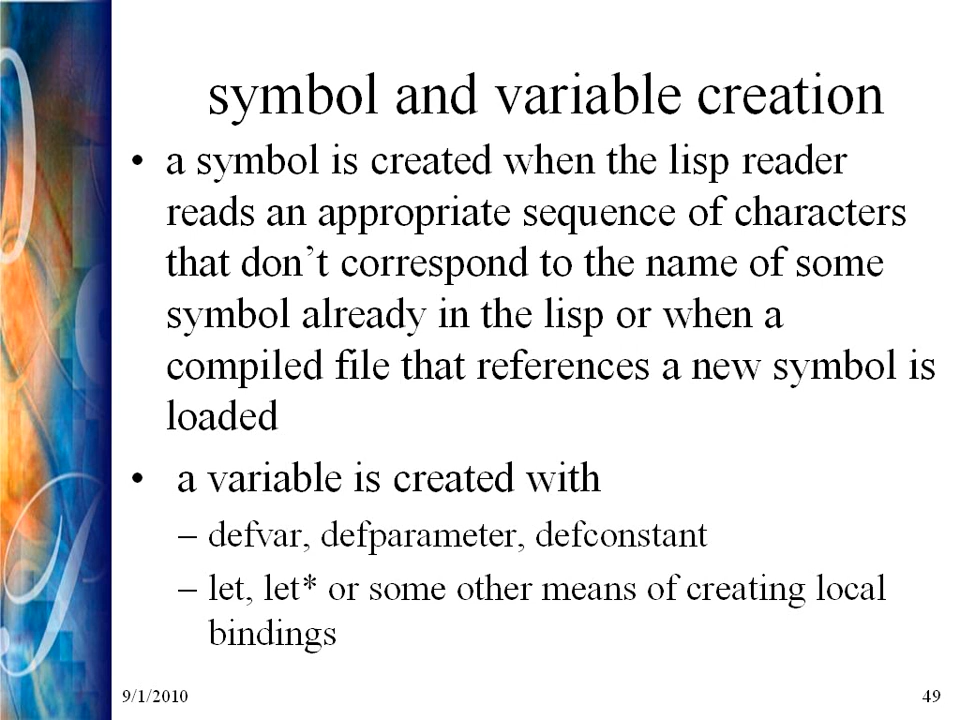 symbol and variable creation
• a symbol is created when the lisp reader
reads an appropriate sequence of characters
that don’t correspond to the name of some
symbol already in the lisp or when a
compiled file that references a new symbol is
loaded
• a variable is created with
– defvar, defparameter, defconstant
– let, let* or some other means of creating local
bindings
9/1/2010 49